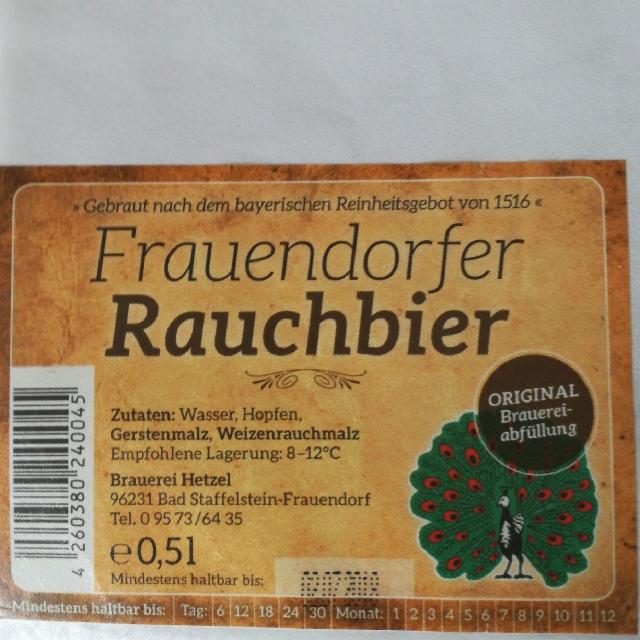 » Gebraut nach dem bayerischen Reinheitsgebot von 1516 «
Frauendorfer
Rauchbier
ORIGINAL
Brauerei-
abfüllung
Zutaten: Wasser, Hopfen,
Gerstenmalz, Weizenrauchmalz
Empfohlene Lagerung: 8–12°C
Brauerei Hetzel
96231 Bad Staffelstein-Frauendorf
Tel. 0 95 73/64 35
e 0,5l
Mindestens haltbar bis:
4 260380 240045
Mindestens haltbar bis: Tag: 6 12 18 24 30 Monat: 1 2 3 4 5 6 7 8 9 10 11 12